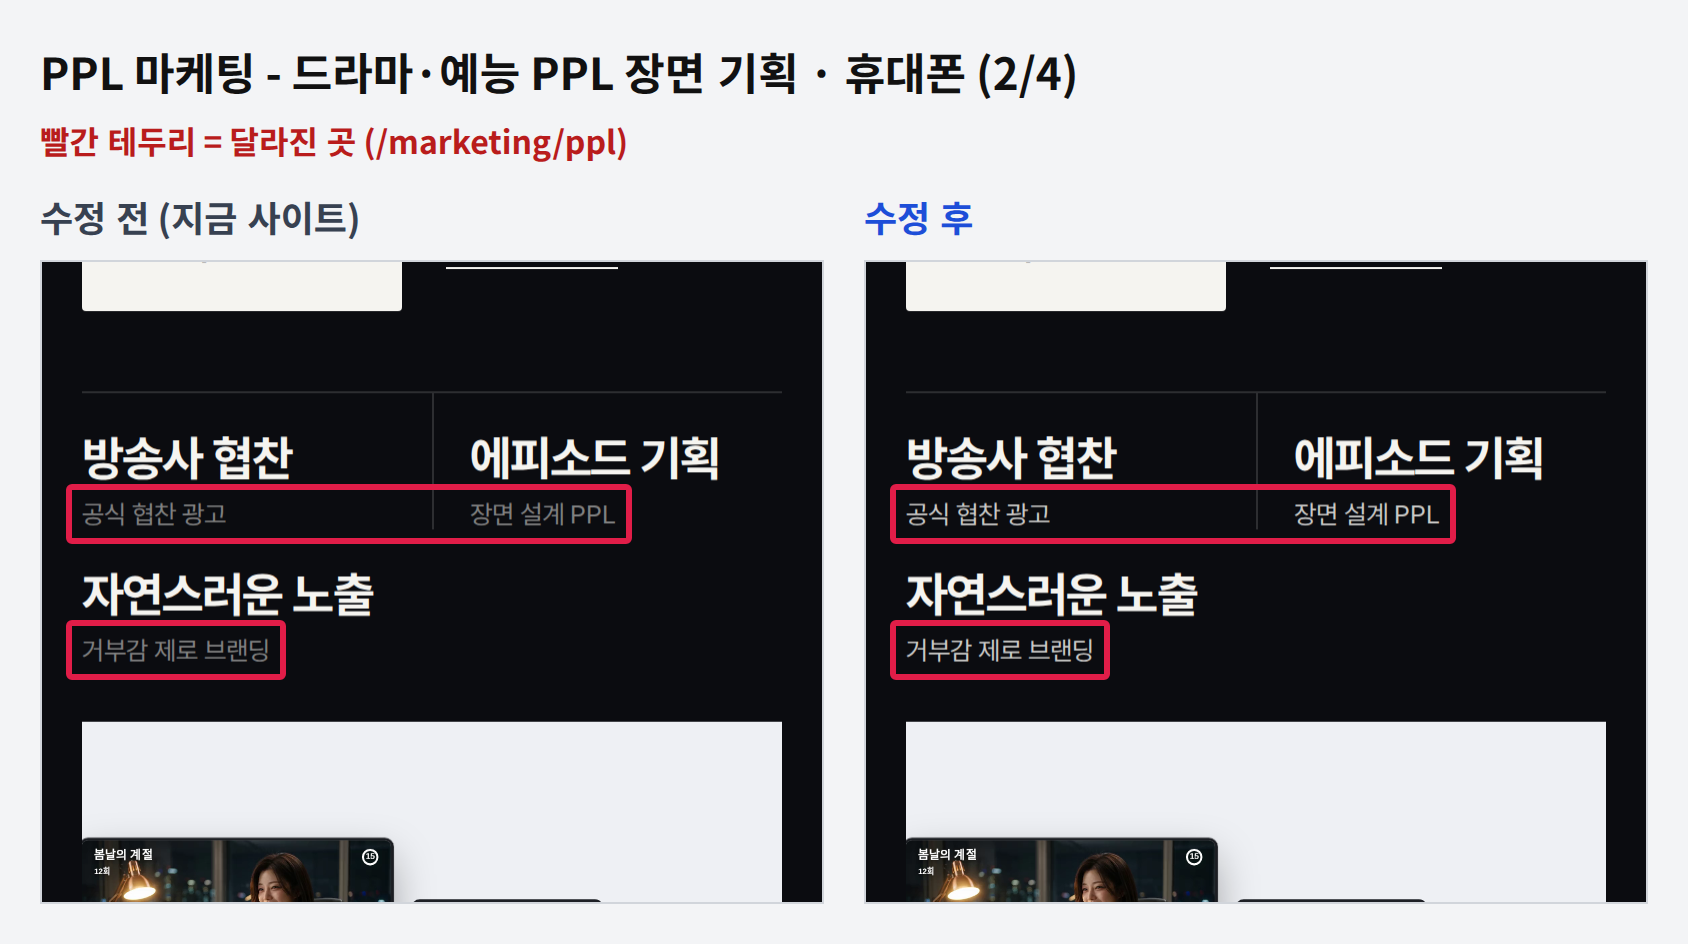 PPL 마케팅 - 드라마·예능 PPL 장면 기획 · 휴대폰 (2/4)
빨간 테두리 = 달라진 곳 (/marketing/ppl)
수정 전 (지금 사이트)
방송사 협찬
에피소드 기획
공식 협찬 광고
장면 설계 PPL
자연스러운 노출
거부감 제로 브랜딩
봄날의 계절
15
12회
수정 후
방송사 협찬
에피소드 기획
공식 협찬 광고
장면 설계 PPL
자연스러운 노출
거부감 제로 브랜딩
봄날의 계절
15
12회